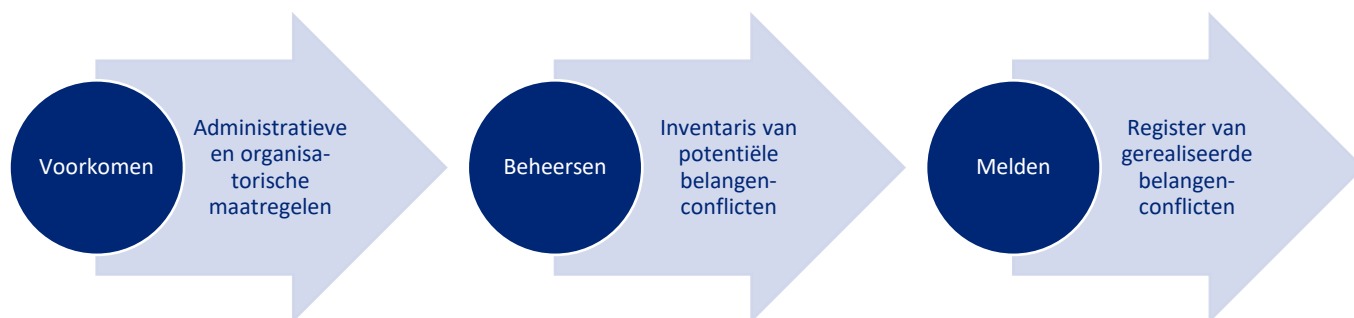 Voorkomen
Administratieve
en organisa-
torische
maatregelen
Beheersen
Inventaris van
potentiële
belangen-
conflicten
Melden
Register van
gerealiseerde
belangen-
conflicten